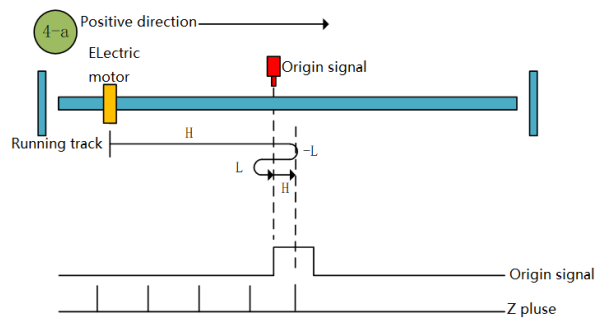 4-a
Positive direction
ELectric
motor
Origin signal
Running track
H
-L
L
H
Origin signal
Z pluse